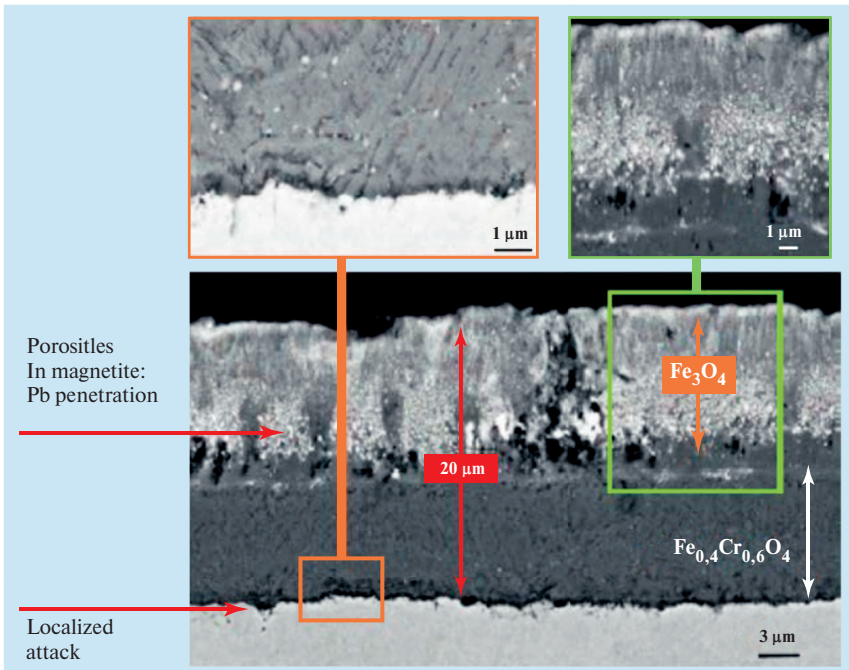 1 μm
1 μm
Porositles
In magnetite:
Pb penetration
Fe3O4
20 μm
Fe0,4Cr0,6O4
Localized
attack
3 μm